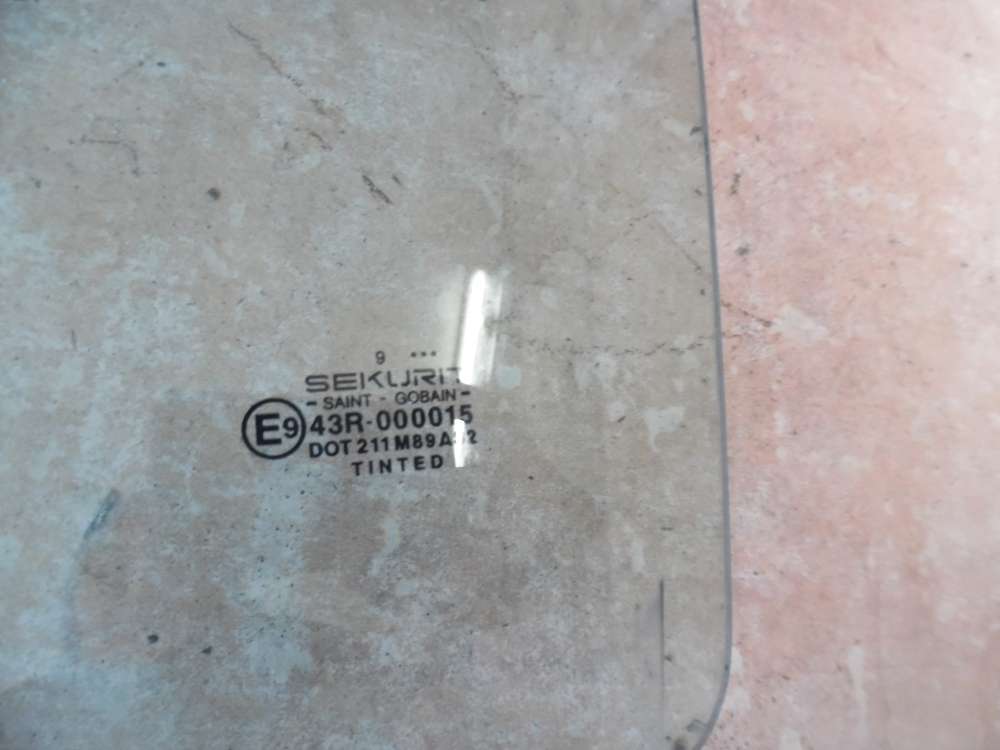 9 •••
SEKURIT
- SAINT - GOBAIN -
E9 43R-000015
DOT 211 M89
TINTED